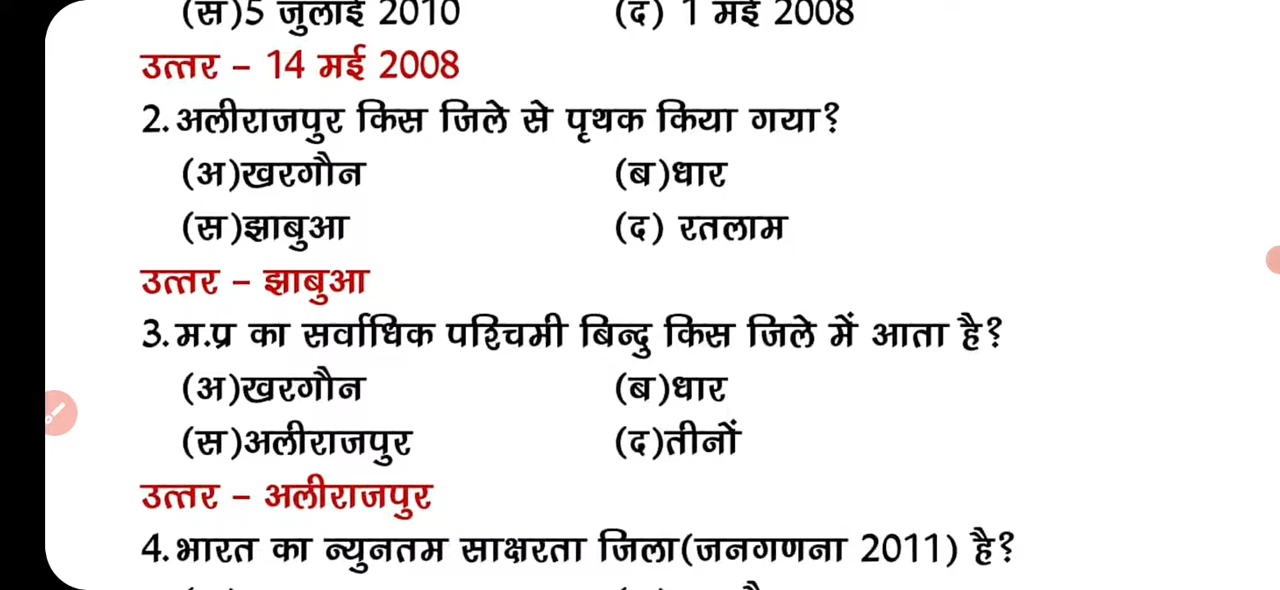 (स)5 जुलाई 2010 (द) 1 मई 2008
उत्तर – 14 मई 2008
2. अलीराजपुर किस जिले से पृथक किया गया?
(अ)खरगौन (ब)धार
(स)झाबुआ (द) रतलाम
उत्तर – झाबुआ
3. म.प्र का सर्वाधिक पश्चिमी बिन्दु किस जिले में आता है?
(अ)खरगौन (ब)धार
(स)अलीराजपुर (द)तीनों
उत्तर – अलीराजपुर
4. भारत का न्युनतम साक्षरता जिला(जनगणना 2011) है?